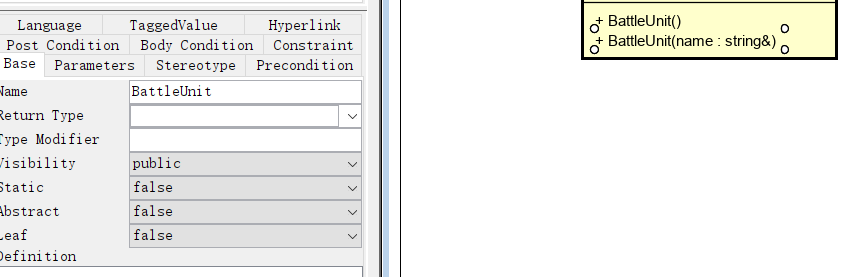 Language TaggedValue Hyperlink
Post Condition Body Condition Constraint
Base Parameters Stereotype Precondition
Name BattleUnit
Return Type
Type Modifier
Visibility public
Static false
Abstract false
Leaf false
Definition
+ BattleUnit()
+ BattleUnit(name : string&)